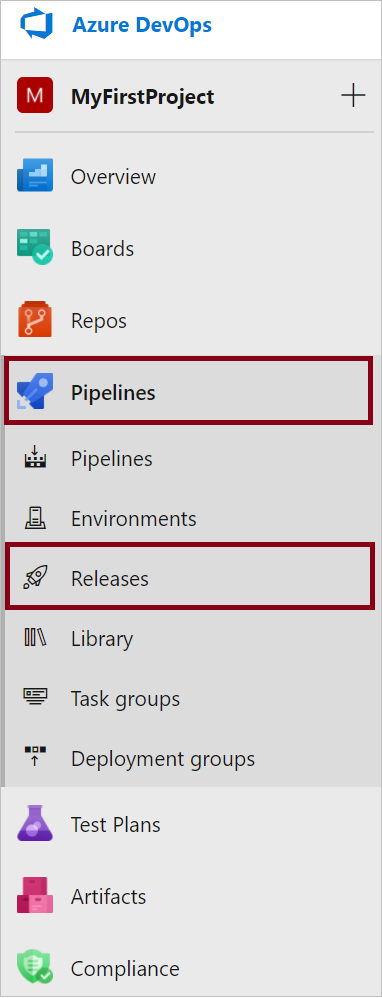 Azure DevOps
M MyFirstProject
Overview
Boards
Repos
Pipelines
Pipelines
Environments
Releases
Library
Task groups
Deployment groups
Test Plans
Artifacts
Compliance